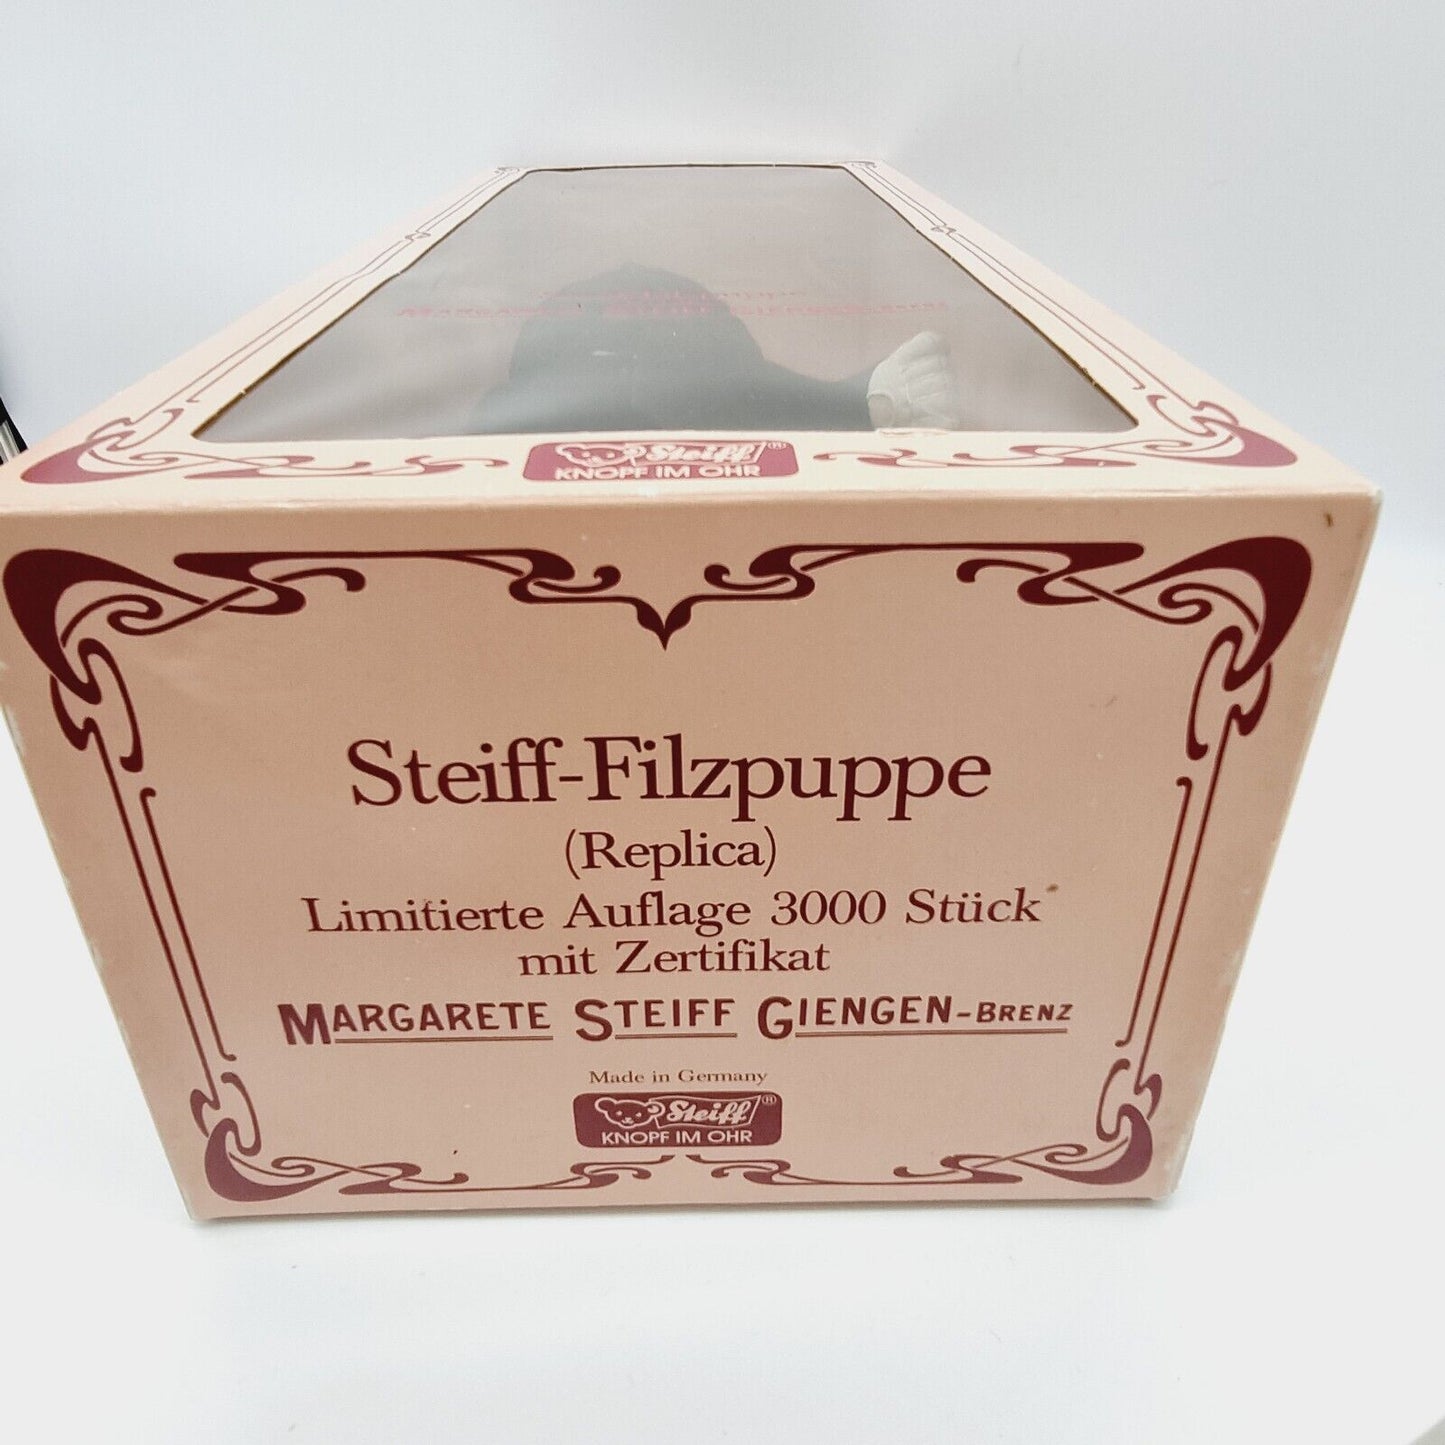 Steiff®
KNOPF IM OHR
Steiff-Filzpuppe
(Replica)
Limitierte Auflage 3000 Stück
mit Zertifikat
MARGARETE STEIFF GIENGEN-BRENZ
Made in Germany
Steiff®
KNOPF IM OHR